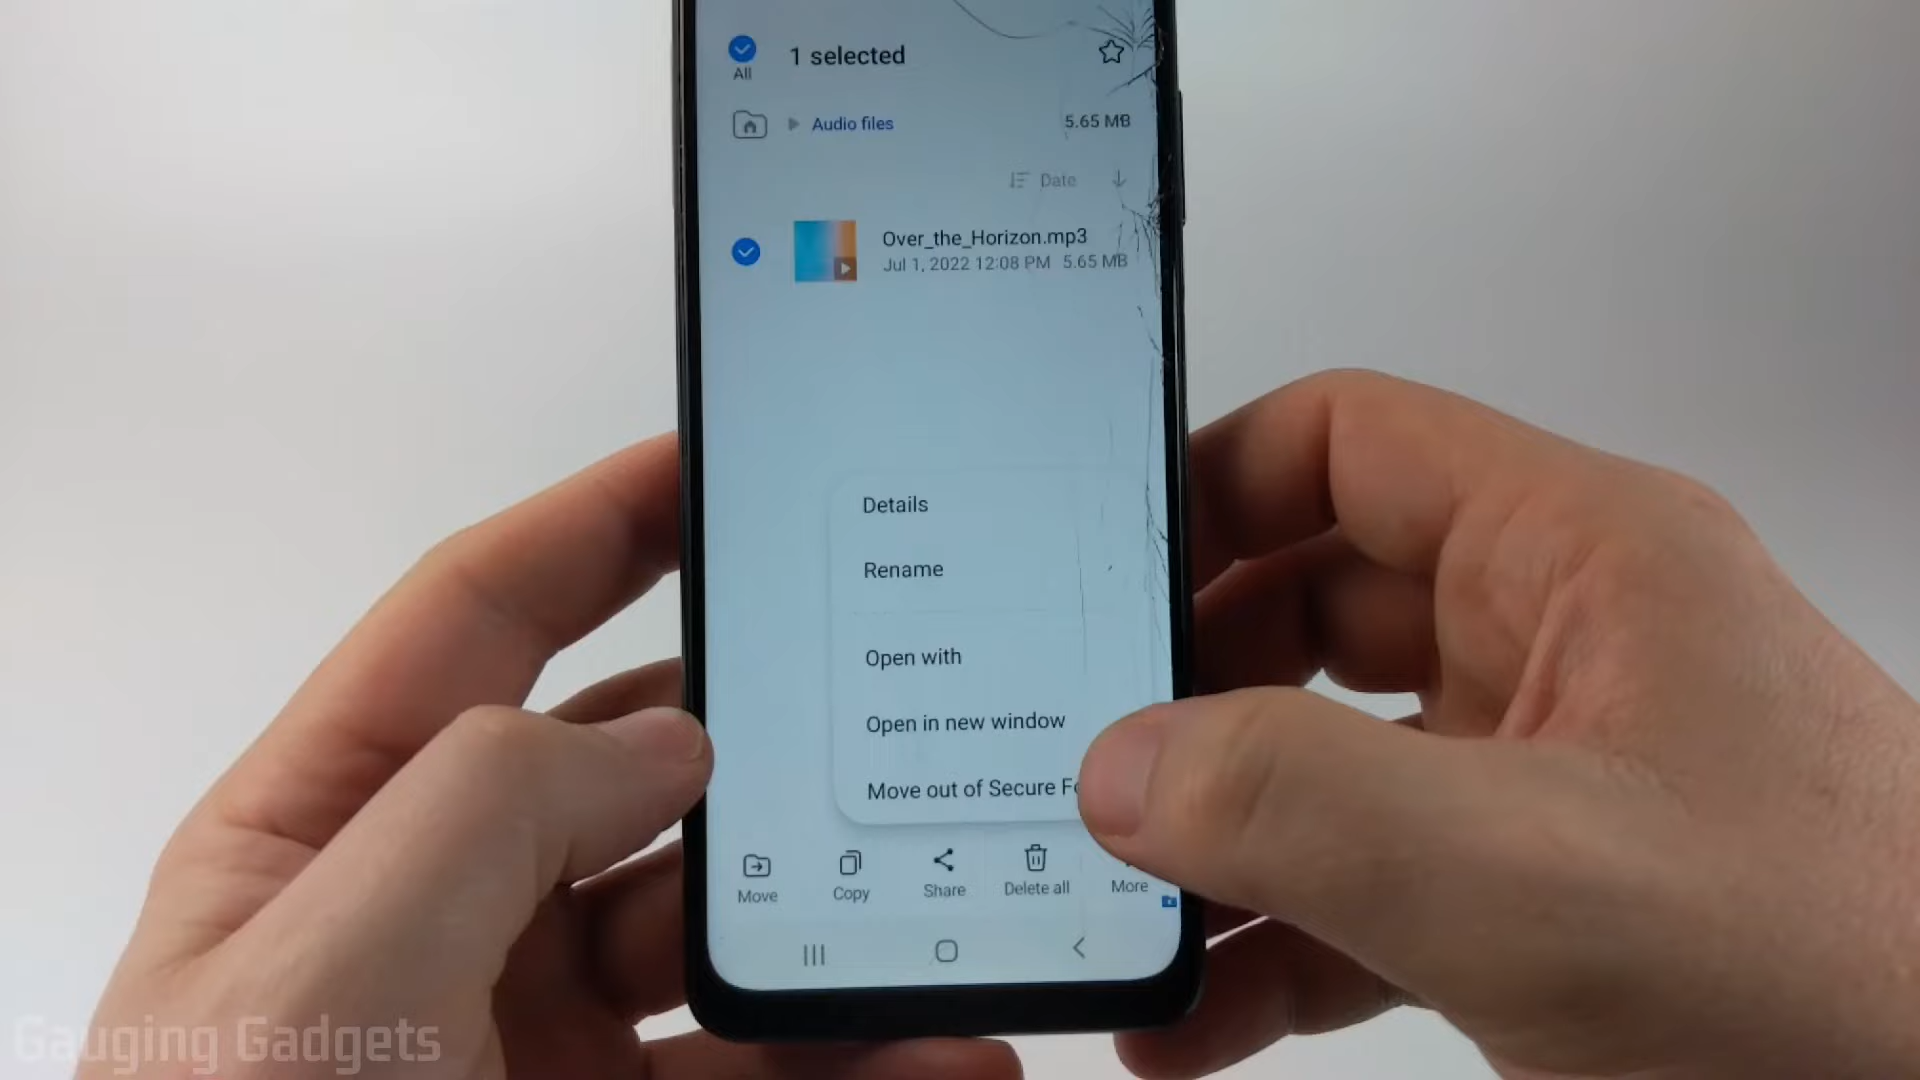 1 selected
All
Audio files
5.65 MB
Date
Over_the_Horizon.mp3
Jul 1, 2022 12:08 PM 5.65 MB
Details
Rename
Open with
Open in new window
Move out of Secure
Move
Copy
Share
Delete all
More
Gauging Gadgets